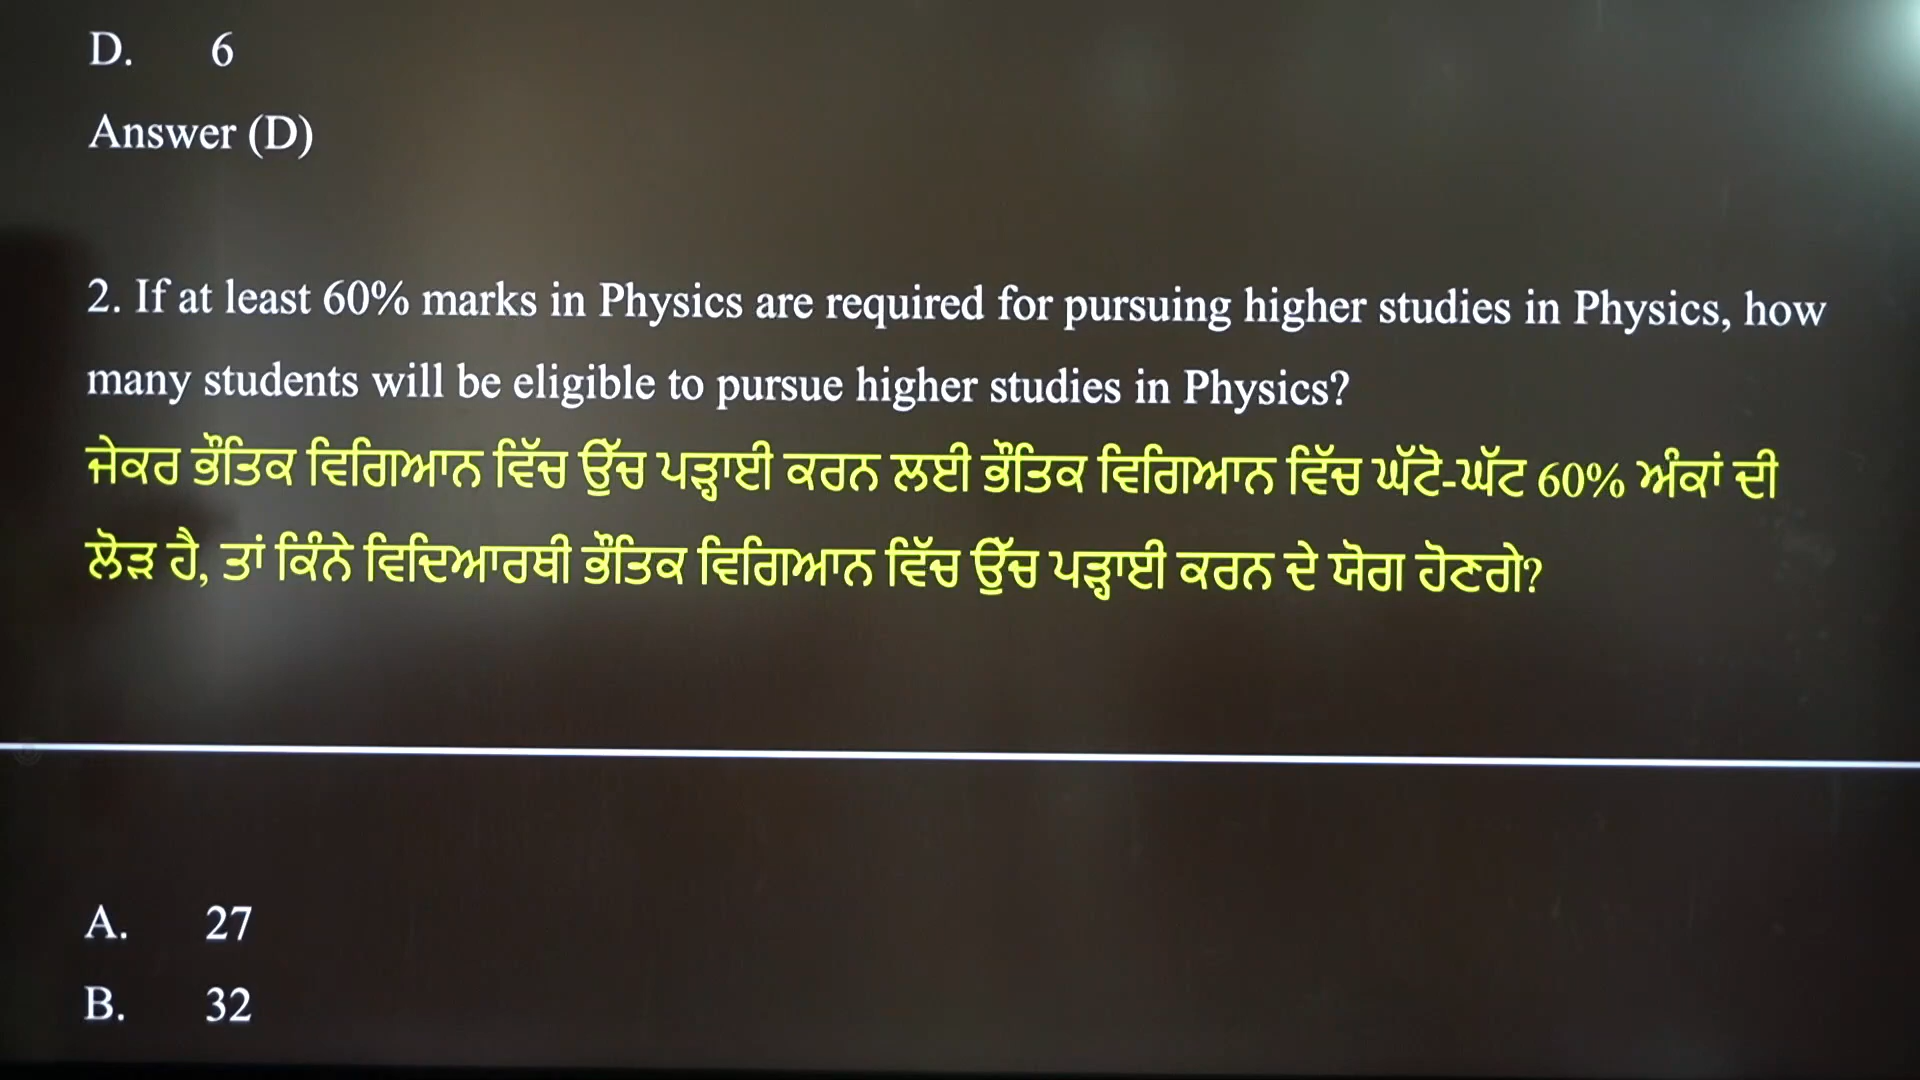 D. 6
Answer (D)
2. If at least 60% marks in Physics are required for pursuing higher studies in Physics, how
many students will be eligible to pursue higher studies in Physics?
ਜੇਕਰ ਭੌਤਿਕ ਵਿਗਿਆਨ ਵਿੱਚ ਉੱਚ ਪੜ੍ਹਾਈ ਕਰਨ ਲਈ ਭੌਤਿਕ ਵਿਗਿਆਨ ਵਿੱਚ ਘੱਟੋ-ਘੱਟ 60% ਅੰਕਾਂ ਦੀ
ਲੋੜ ਹੈ, ਤਾਂ ਕਿੰਨੇ ਵਿਦਿਆਰਥੀ ਭੌਤਿਕ ਵਿਗਿਆਨ ਵਿੱਚ ਉੱਚ ਪੜ੍ਹਾਈ ਕਰਨ ਦੇ ਯੋਗ ਹੋਣਗੇ?
A. 27
B. 32